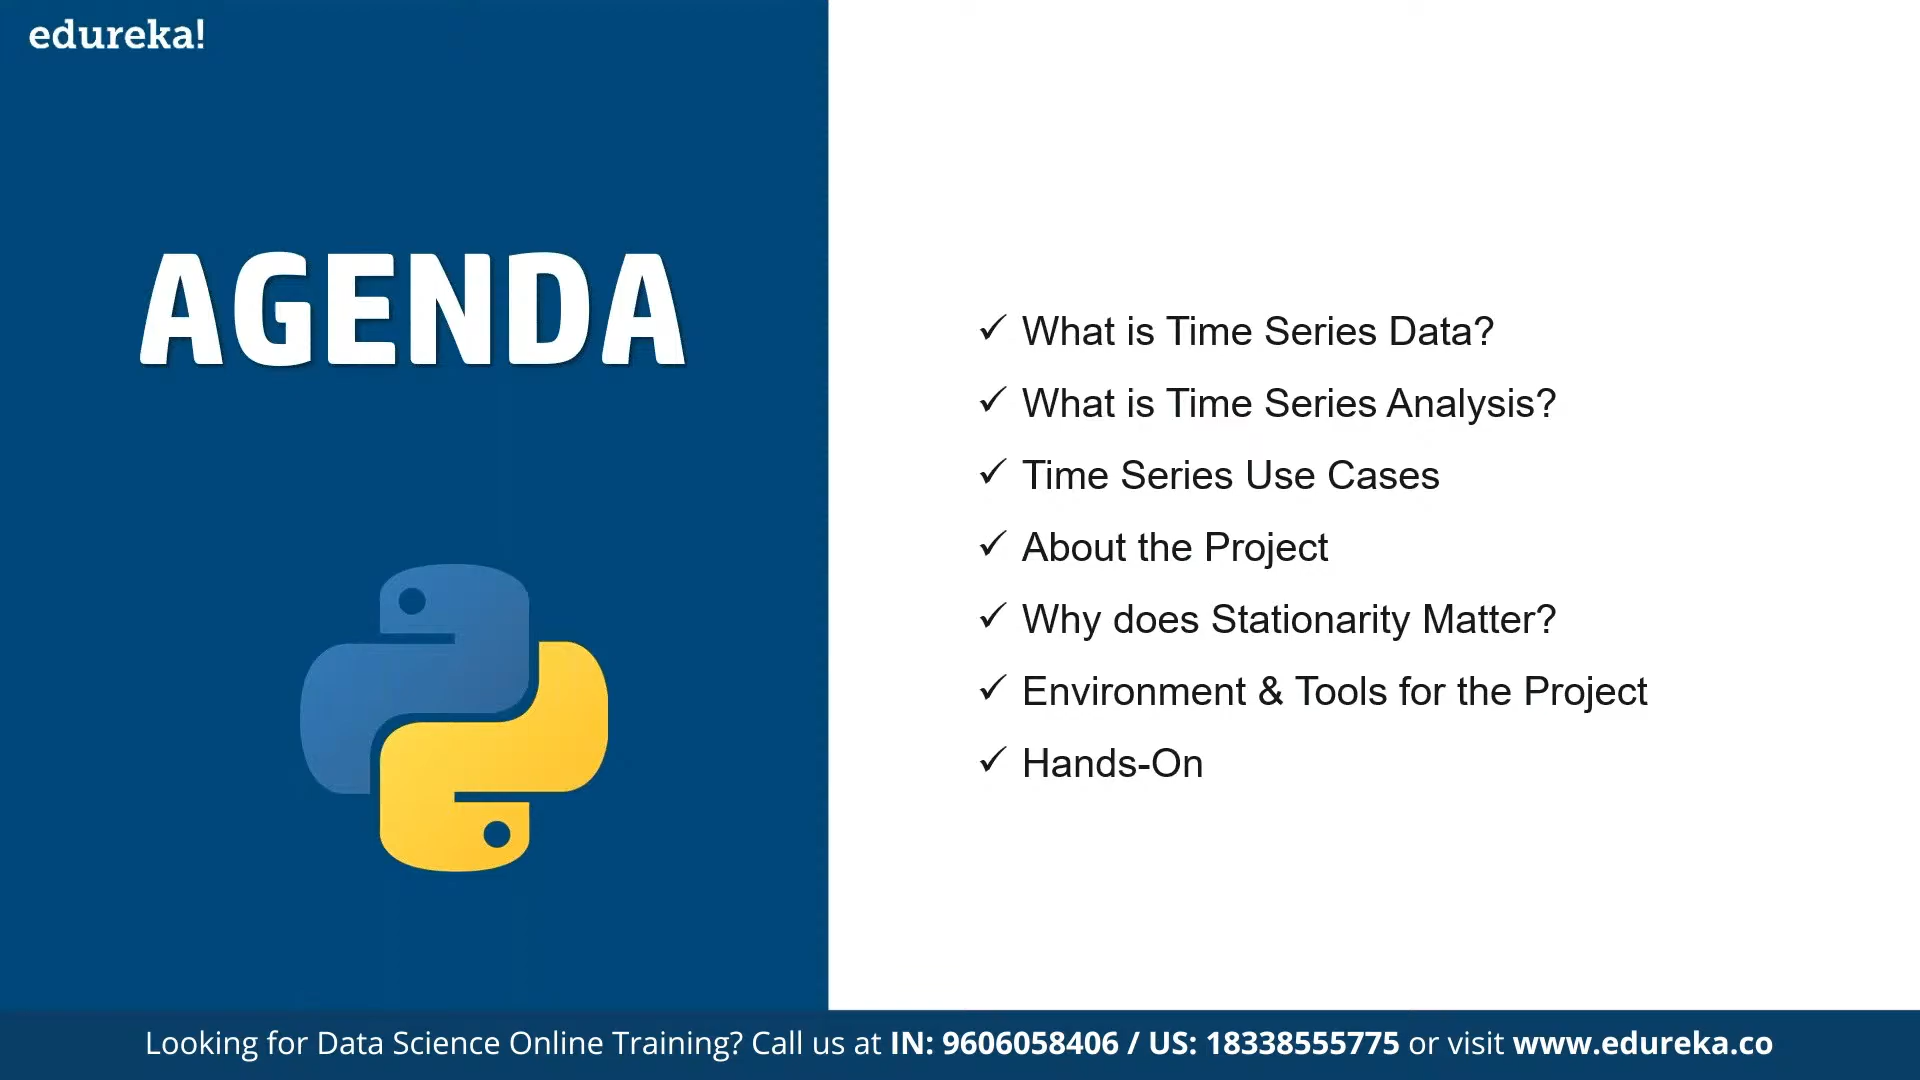 edureka!
AGENDA
✓ What is Time Series Data?
✓ What is Time Series Analysis?
✓ Time Series Use Cases
✓ About the Project
✓ Why does Stationarity Matter?
✓ Environment & Tools for the Project
✓ Hands-On
Looking for Data Science Online Training? Call us at IN: 9606058406 / US: 18338555775 or visit www.edureka.co